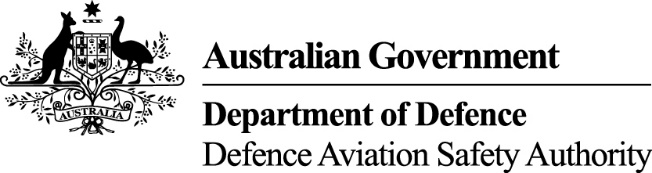 AUSTRALIA
Australian Government
Department of Defence
Defence Aviation Safety Authority